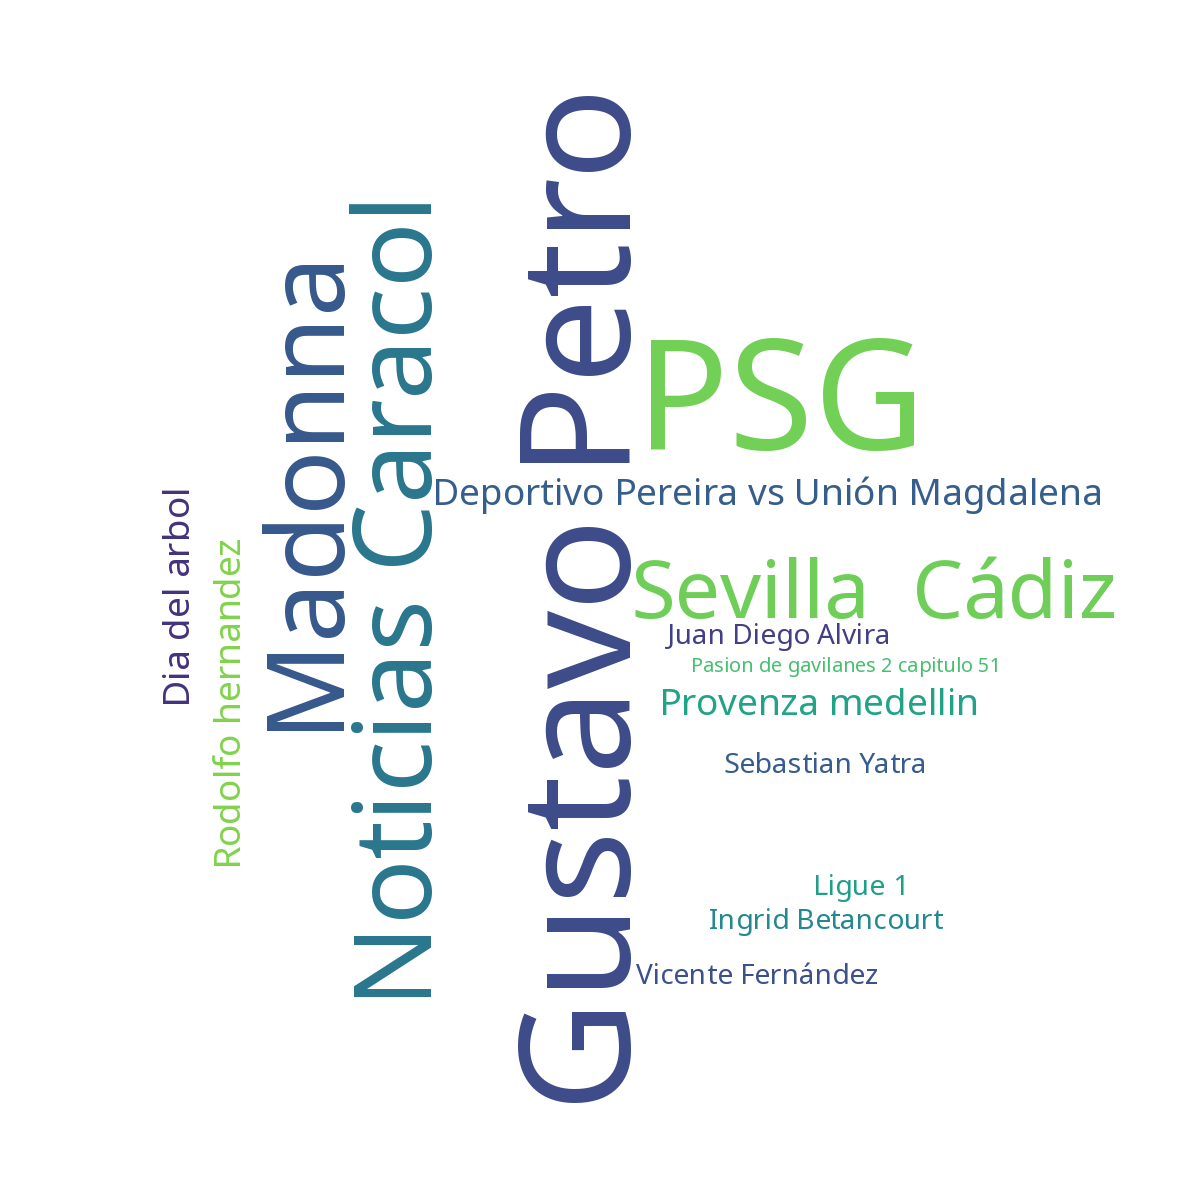 Dia del arbol
Rodolfo hernandez
Madonna
Noticias Caracol
Gustavo Petro
PSG
Deportivo Pereira vs Unión Magdalena
Sevilla Cádiz
Juan Diego Alvira
Pasion de gavilanes 2 capitulo 51
Provenza medellin
Sebastian Yatra
Ligue 1
Ingrid Betancourt
Vicente Fernández